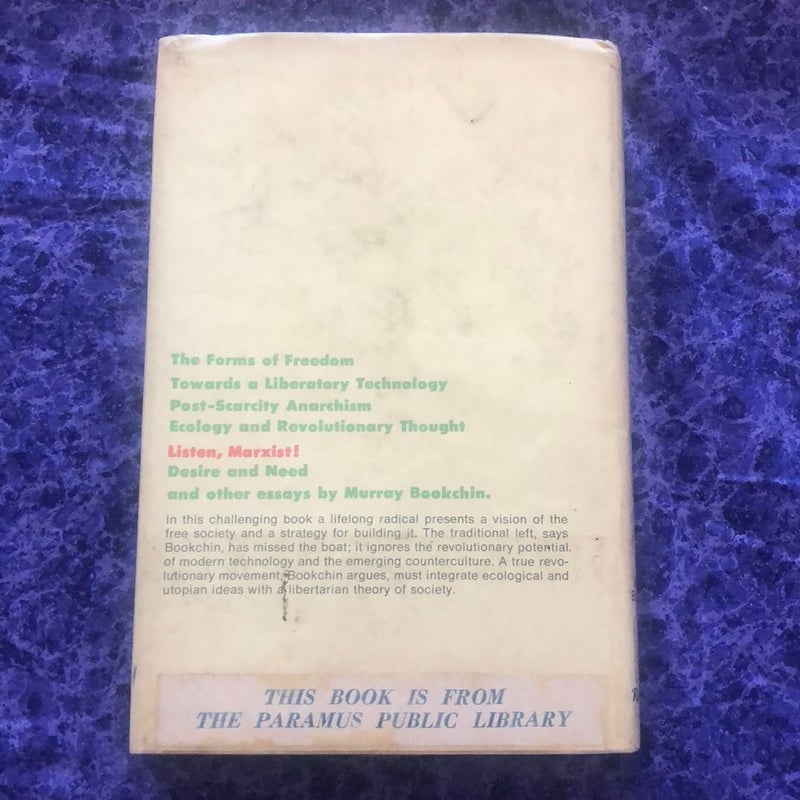 The Forms of Freedom
Towards a Liberatory Technology
Post-Scarcity Anarchism
Ecology and Revolutionary Thought
Listen, Marxist!
Desire and Need
and other essays by Murray Bookchin.
In this challenging book a lifelong radical presents a vision of the
free society and a strategy for building it. The traditional left, says
Bookchin, has missed the boat; it ignores the revolutionary potential
of modern technology and the emerging counterculture. A true revo-
lutionary movement, Bookchin argues, must integrate ecological and
utopian ideas with a libertarian theory of society.
THIS BOOK IS FROM
THE PARAMUS PUBLIC LIBRARY